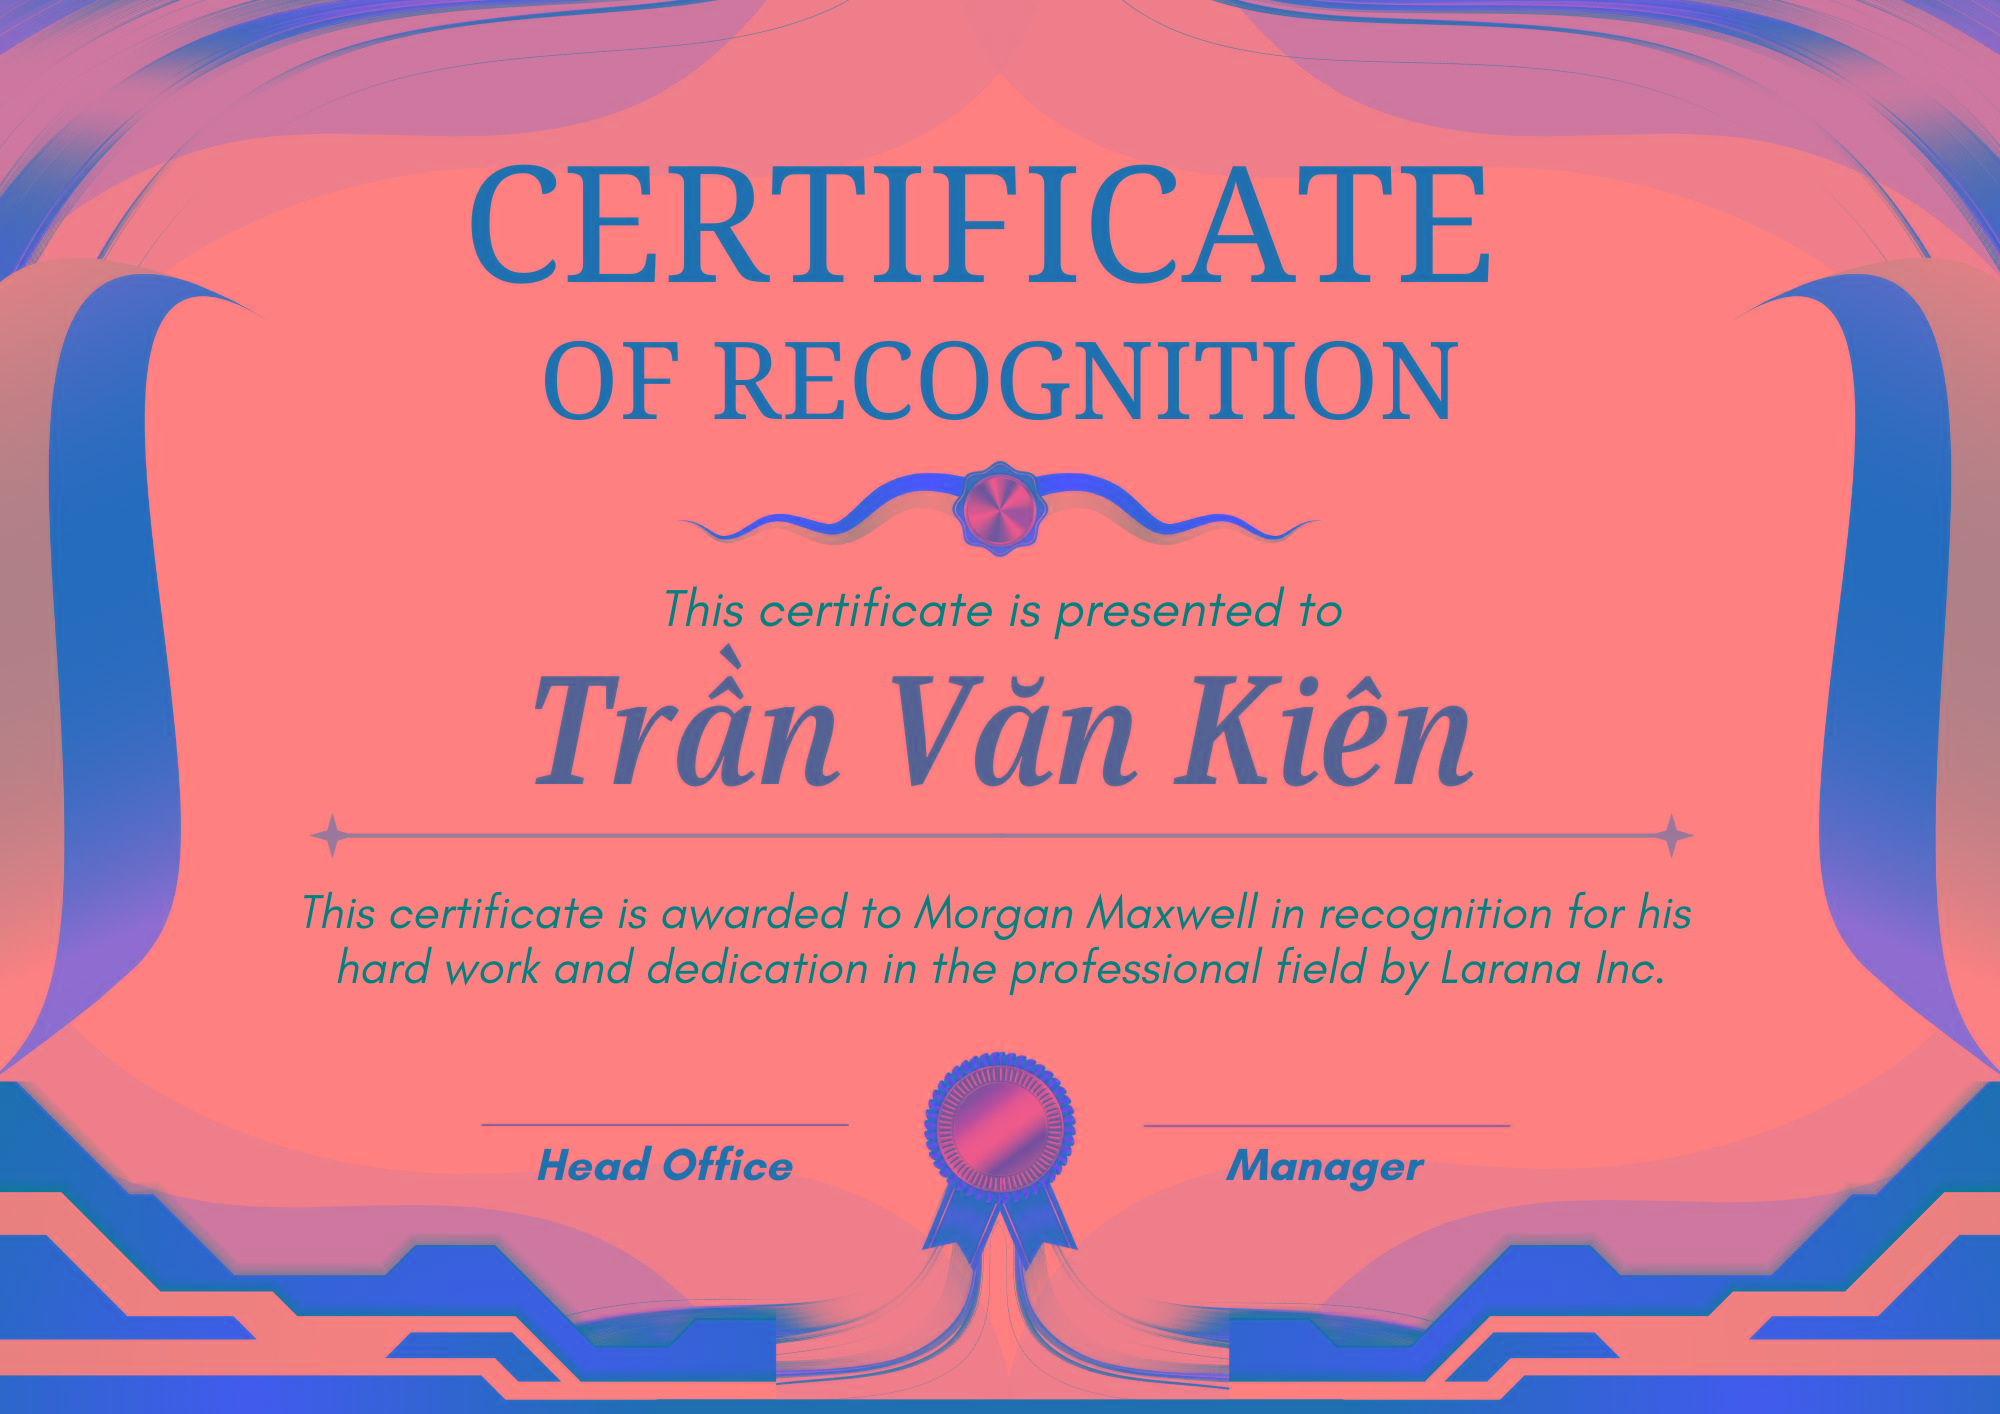 CERTIFICATE
OF RECOGNITION
This certificate is presented to
Trần Văn Kiên
This certificate is awarded to Morgan Maxwell in recognition for his
hard work and dedication in the professional field by Larana Inc.
Head Office
Manager